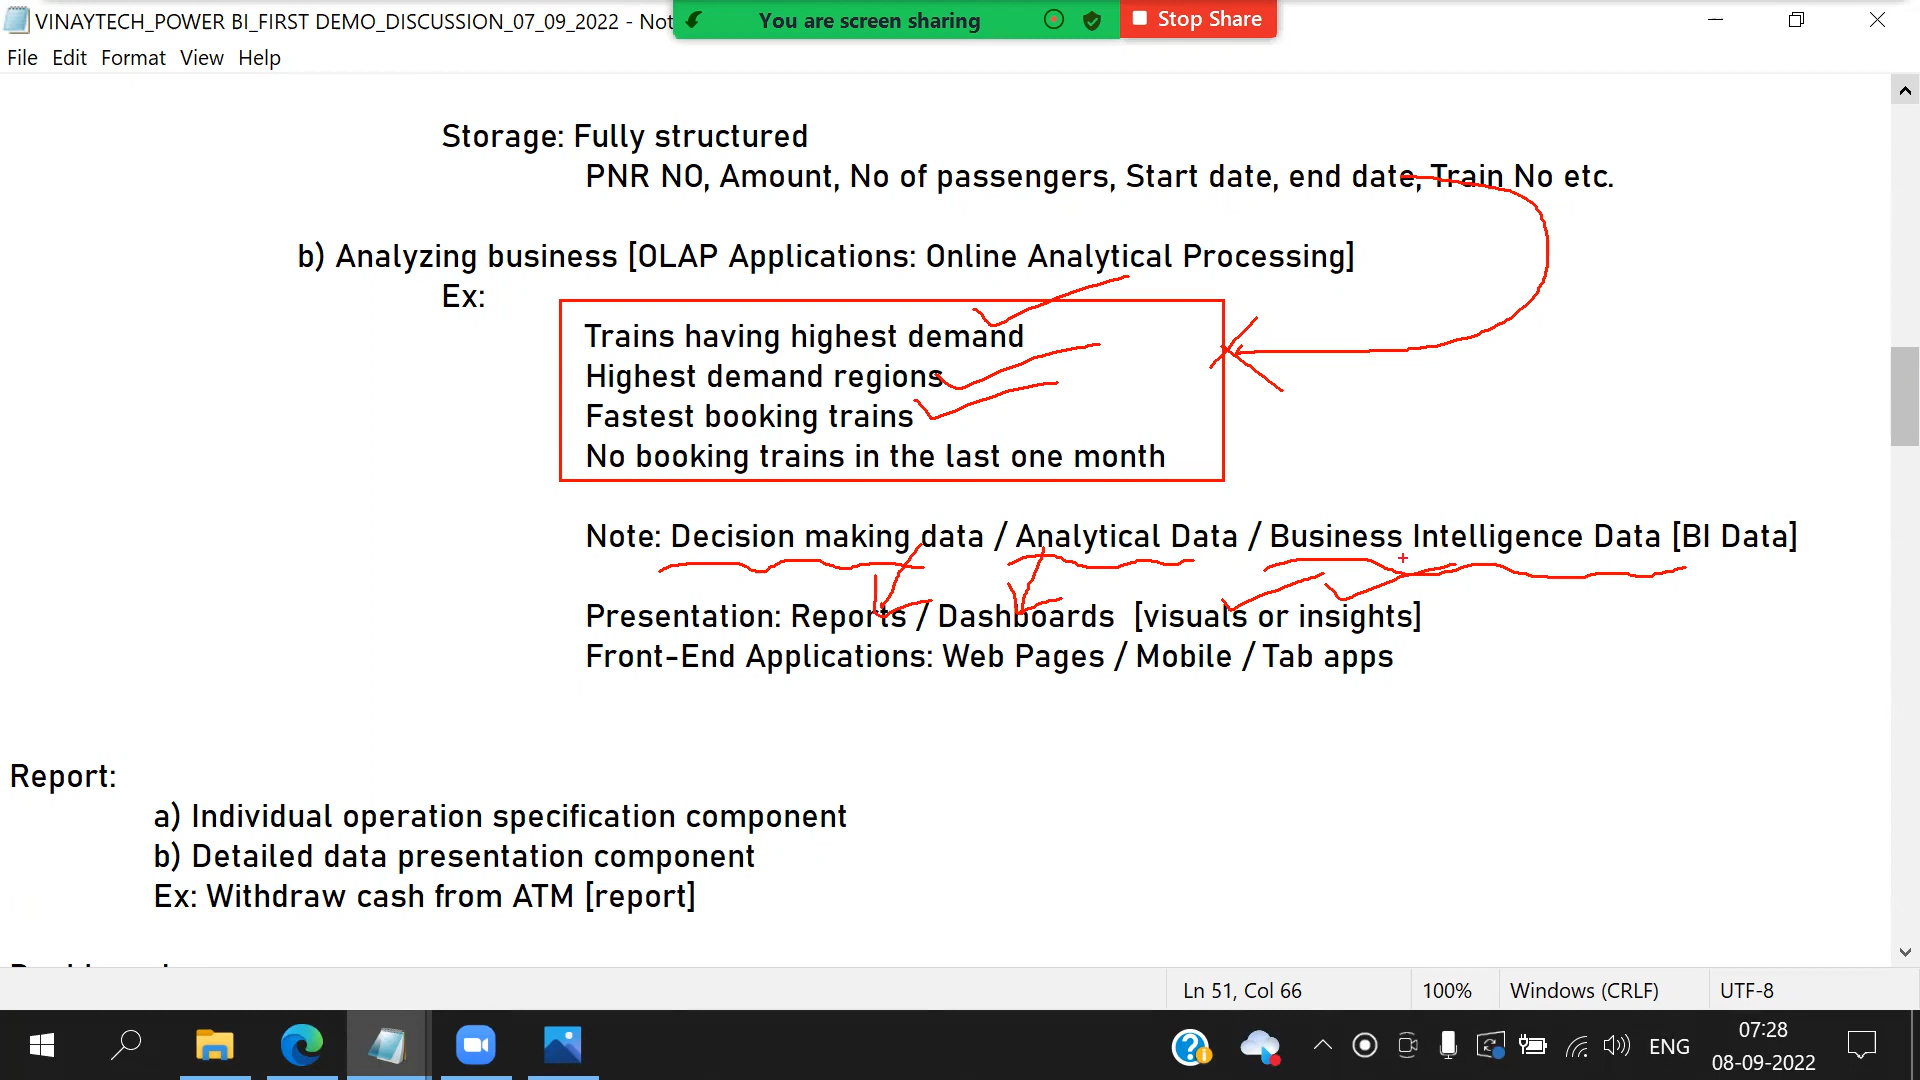 VINAYTECH_POWER BI_FIRST DEMO_DISCUSSION_07_09_2022 - Not
You are screen sharing
Stop Share
File Edit Format View Help
Storage: Fully structured
PNR NO, Amount, No of passengers, Start date, end date, Train No etc.
b) Analyzing business [OLAP Applications: Online Analytical Processing]
Ex:
Trains having highest demand
Highest demand regions
Fastest booking trains
No booking trains in the last one month
Note: Decision making data / Analytical Data / Business Intelligence Data [BI Data]
Presentation: Reports / Dashboards [visuals or insights]
Front-End Applications: Web Pages / Mobile / Tab apps
Report:
a) Individual operation specification component
b) Detailed data presentation component
Ex: Withdraw cash from ATM [report]
Ln 51, Col 66
100%
Windows (CRLF)
UTF-8
ENG
07:28
08-09-2022